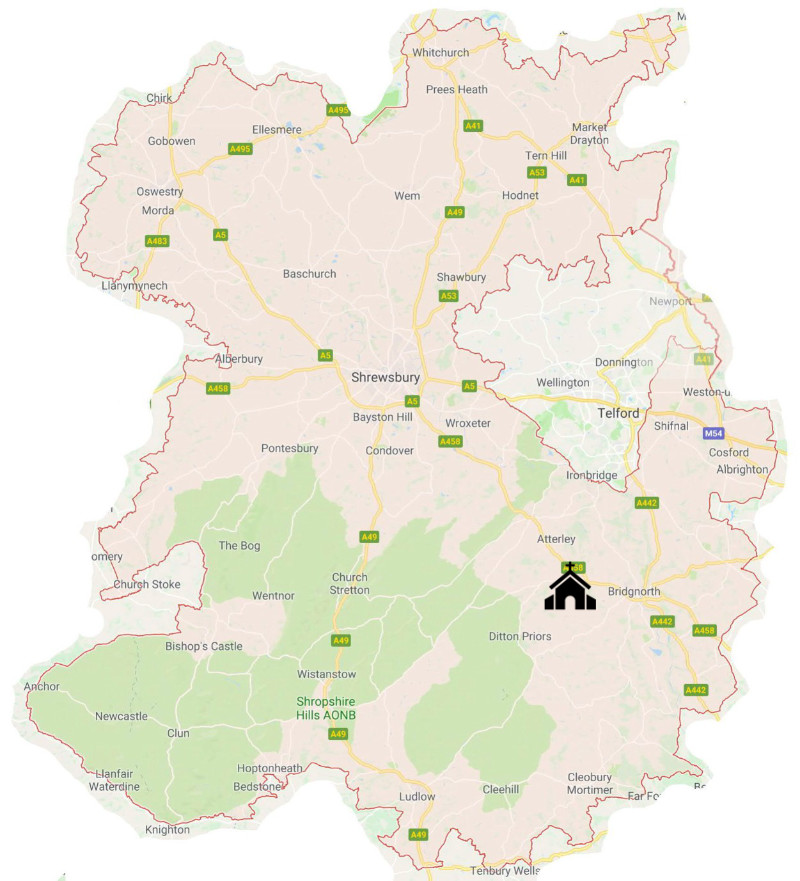 M
Whitchurch
Prees Heath
Chirk
A495
A41
Market
Drayton
Ellesmere
Gobowen
A495
Tern Hill
A53
A41
Oswestry
Wem
Hodnet
Morda
A49
A483
A5
Baschurch
Shawbury
Llanymynech
A53
Newport
Alberbury
A5
A41
Donnington
Shrewsbury
Wellington
A458
A5
Weston-u
A5
Telford
Bayston Hill
Wroxeter
Shifnal
M54
A458
Pontesbury
Condover
Cosford
Albrighton
Ironbridge
A442
A49
Atterley
The Bog
omery
58
Church Stoke
Church
Stretton
Wentnor
Bridgnorth
A442
A458
Bishop's Castle
A49
Ditton Priors
Wistanstow
Anchor
A442
Shropshire
Hills AONB
Newcastle
Clun
A49
Llanfair
Waterdine
Hoptonheath
Bedstone
Cleobury
Mortimer
Ludlow
Cleehill
Far Fo
Knighton
A49
Tenbury Wells